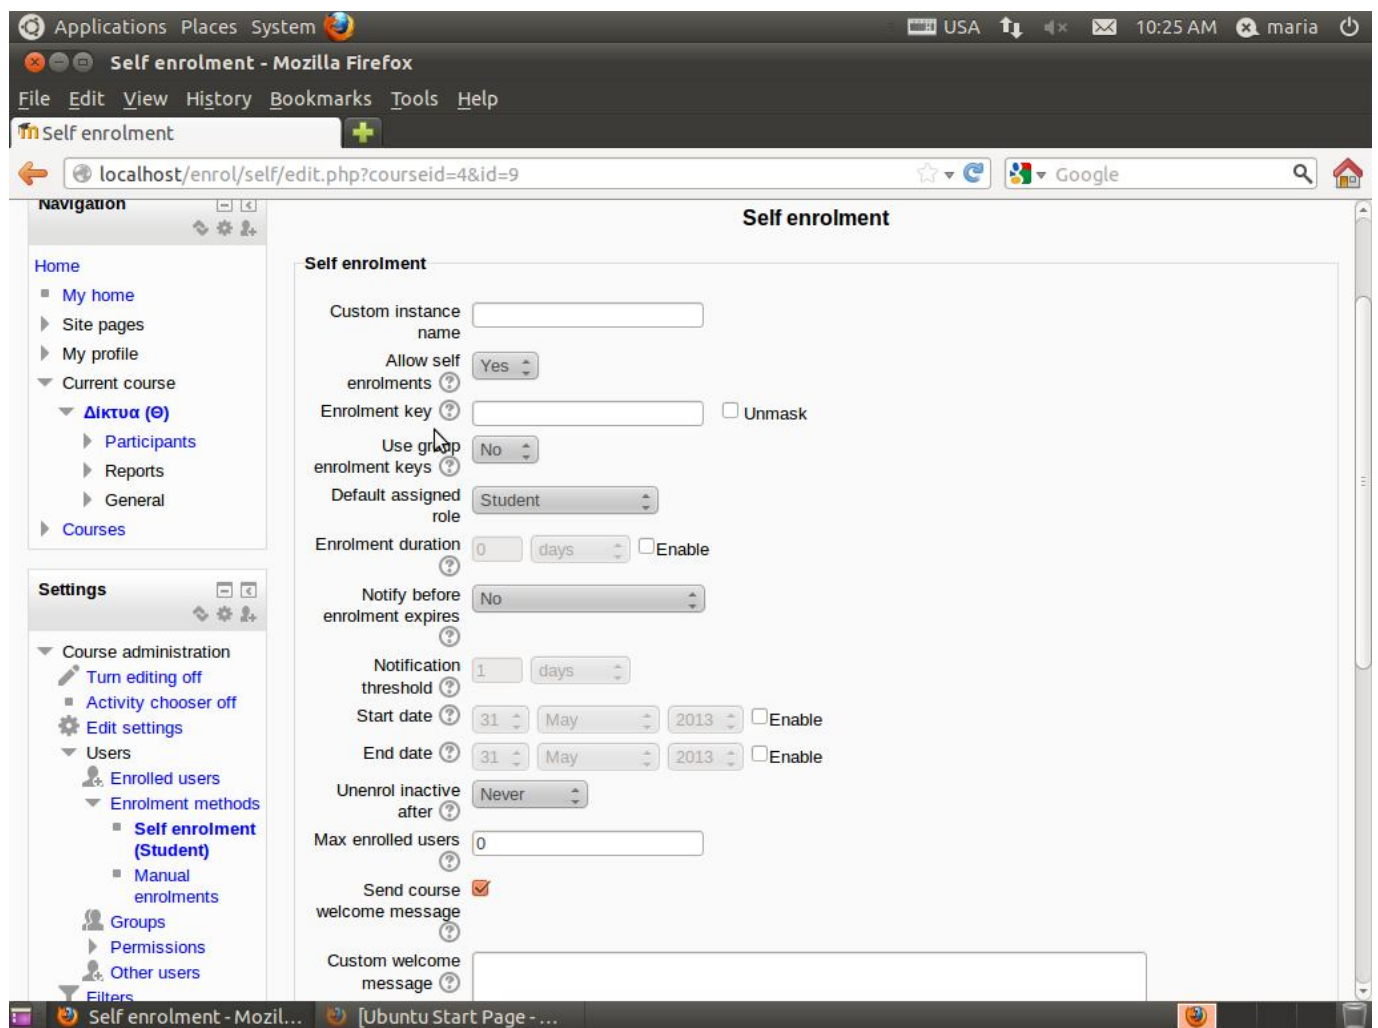 Applications Places System
USA 10:25 AM maria
Self enrolment - Mozilla Firefox
File Edit View History Bookmarks Tools Help
Self enrolment
localhost/enrol/self/edit.php?courseid=4&id=9
Google
Navigation
Home
My home
Site pages
My profile
Current course
Δίκτυα (Θ)
Participants
Reports
General
Courses
Settings
Course administration
Turn editing off
Activity chooser off
Edit settings
Users
Enrolled users
Enrolment methods
Self enrolment
(Student)
Manual
enrolments
Groups
Permissions
Other users
Filters
Self enrolment
Self enrolment
Custom instance
name
Allow self
enrolments
Yes
Enrolment key
Unmask
Use group
enrolment keys
No
Default assigned
role
Student
Enrolment duration
0 days Enable
Notify before
enrolment expires
No
Notification
threshold
1 days
Start date 31 May 2013 Enable
End date 31 May 2013 Enable
Unenrol inactive
after
Never
Max enrolled users
0
Send course
welcome message
Custom welcome
message
Self enrolment - Mozil...
[Ubuntu Start Page - ...